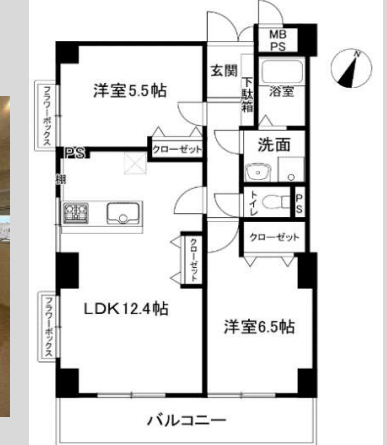 MB
PS
N
玄関
下駄箱
浴室
洋室5.5帖
フラワーボックス
クローゼット
洗面
PS
棚
トイレ
PS
クローゼット
クローゼット
フラワーボックス
LDK12.4帖
洋室6.5帖
バルコニー